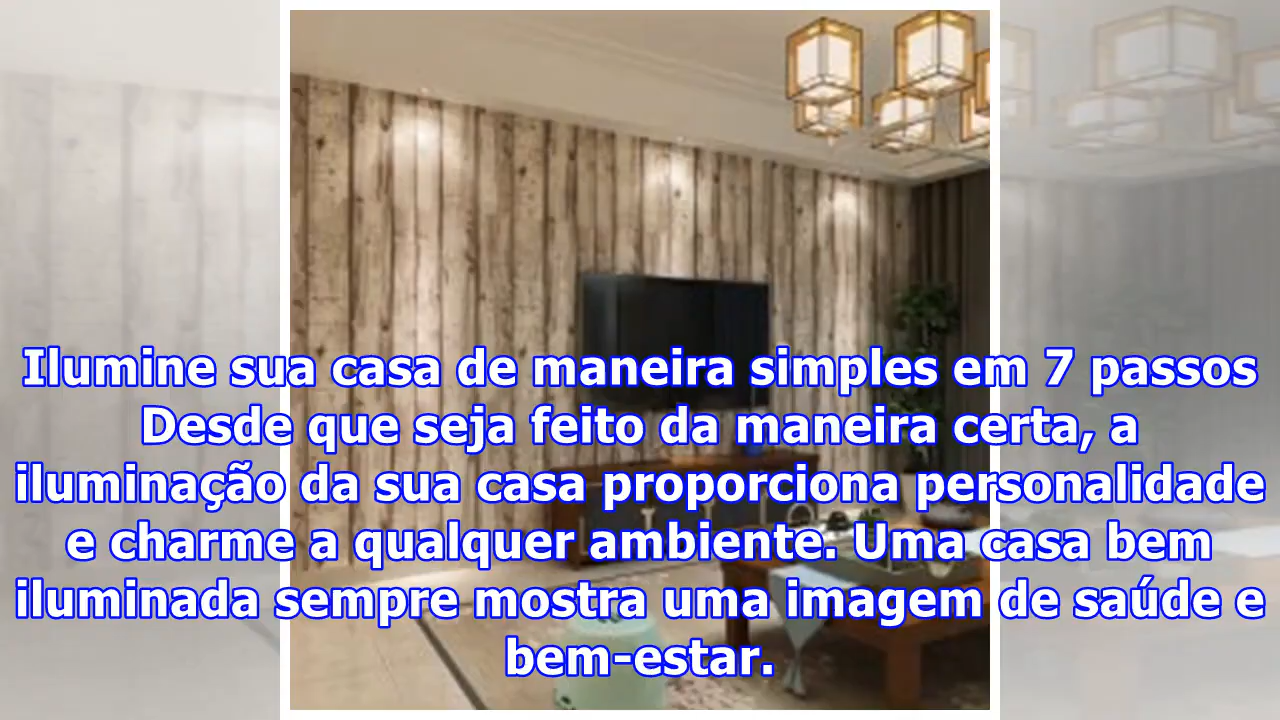 Ilumine sua casa de maneira simples em 7 passos
Desde que seja feito da maneira certa, a
iluminação da sua casa proporciona personalidade
e charme a qualquer ambiente. Uma casa bem
iluminada sempre mostra uma imagem de saúde e
bem-estar.